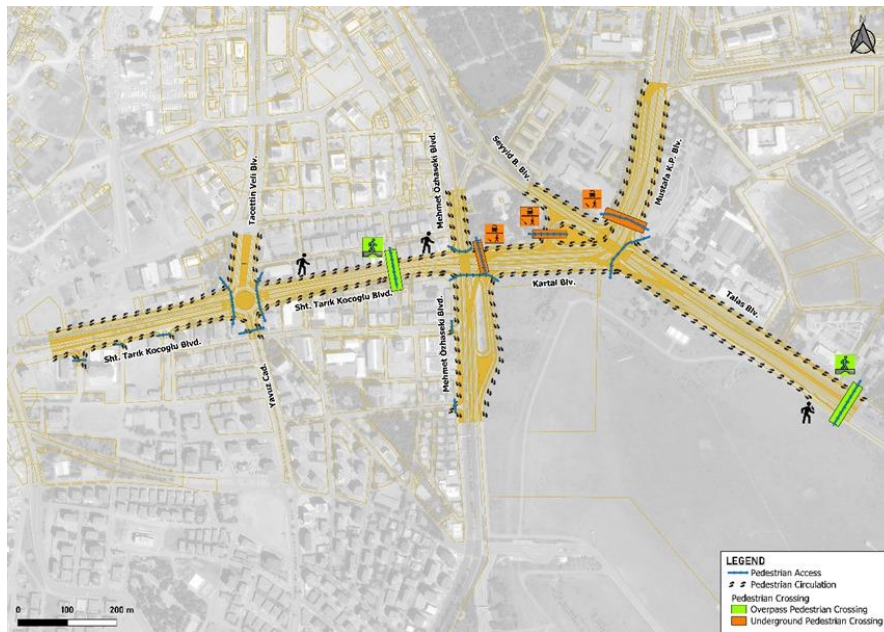 N
Tacettin Veli Blv.
Mehmet Özhaseki Blvd.
Seyyid B. Blv.
Mustafa K.P. Blv.
Sht. Tarık Kocoglu Blvd.
Kartal Blv.
Talas Blv.
Sht. Tarık Kocoglu Blvd.
Yavuz Cad.
Mehmet Özhaseki Blvd.
LEGEND
Pedestrian Access
Pedestrian Circulation
Pedestrian Crossing
Overpass Pedestrian Crossing
Underground Pedestrian Crossing
0 100 200 m